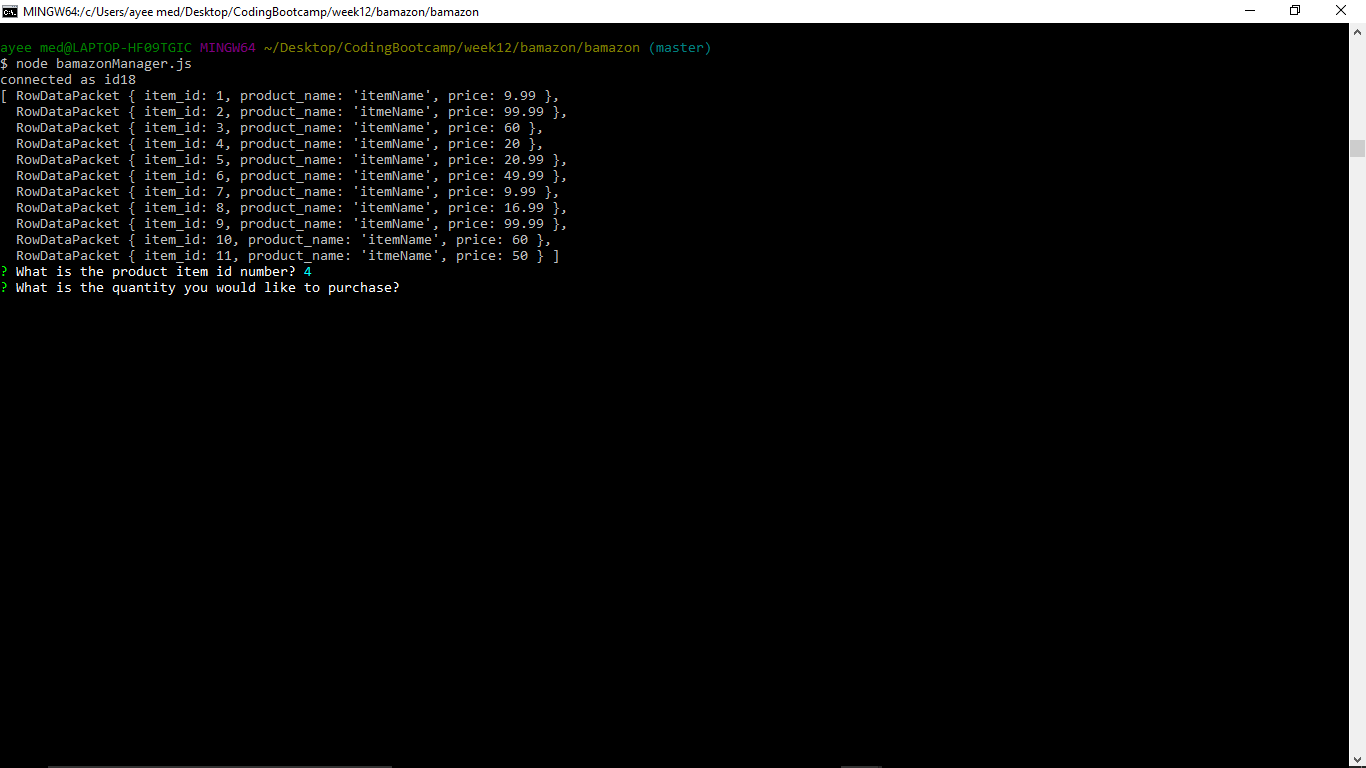 MINGW64:/c/Users/ayee med/Desktop/CodingBootcamp/week12/bamazon/bamazon
ayee med@LAPTOP-HF09TGIC MINGW64 ~/Desktop/CodingBootcamp/week12/bamazon/bamazon (master)
$ node bamazonManager.js
connected as id18
[ RowDataPacket { item_id: 1, product_name: 'itemName', price: 9.99 },
  RowDataPacket { item_id: 2, product_name: 'itmeName', price: 99.99 },
  RowDataPacket { item_id: 3, product_name: 'itemName', price: 60 },
  RowDataPacket { item_id: 4, product_name: 'itemName', price: 20 },
  RowDataPacket { item_id: 5, product_name: 'itemName', price: 20.99 },
  RowDataPacket { item_id: 6, product_name: 'itemName', price: 49.99 },
  RowDataPacket { item_id: 7, product_name: 'itemName', price: 9.99 },
  RowDataPacket { item_id: 8, product_name: 'itemName', price: 16.99 },
  RowDataPacket { item_id: 9, product_name: 'itemName', price: 99.99 },
  RowDataPacket { item_id: 10, product_name: 'itemName', price: 60 },
  RowDataPacket { item_id: 11, product_name: 'itmeName', price: 50 } ]
? What is the product item id number? 4
? What is the quantity you would like to purchase?